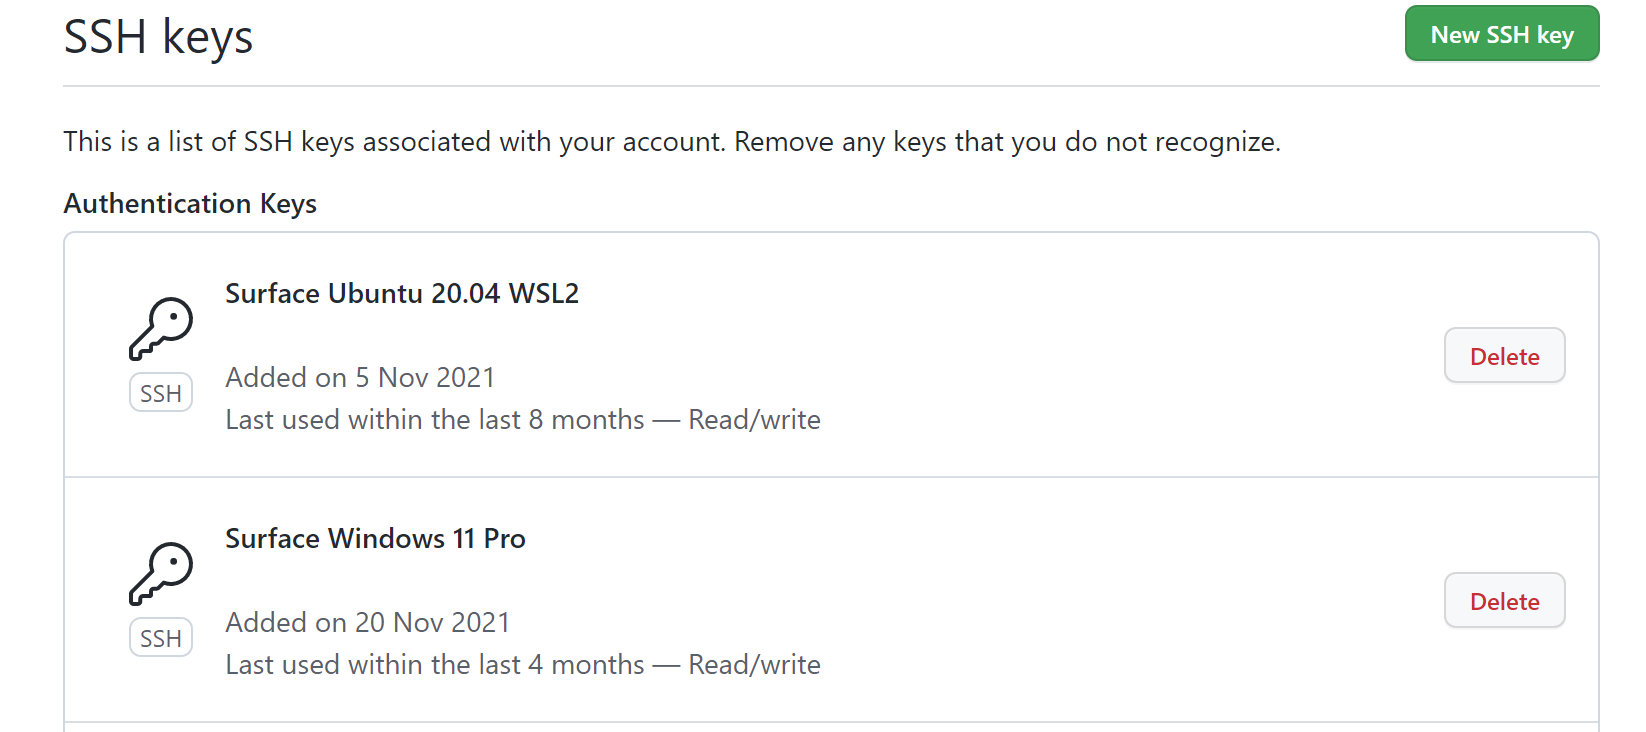 SSH keys
New SSH key
This is a list of SSH keys associated with your account. Remove any keys that you do not recognize.
Authentication Keys
Surface Ubuntu 20.04 WSL2
SSH
Added on 5 Nov 2021
Last used within the last 8 months — Read/write
Delete
Surface Windows 11 Pro
SSH
Added on 20 Nov 2021
Last used within the last 4 months — Read/write
Delete